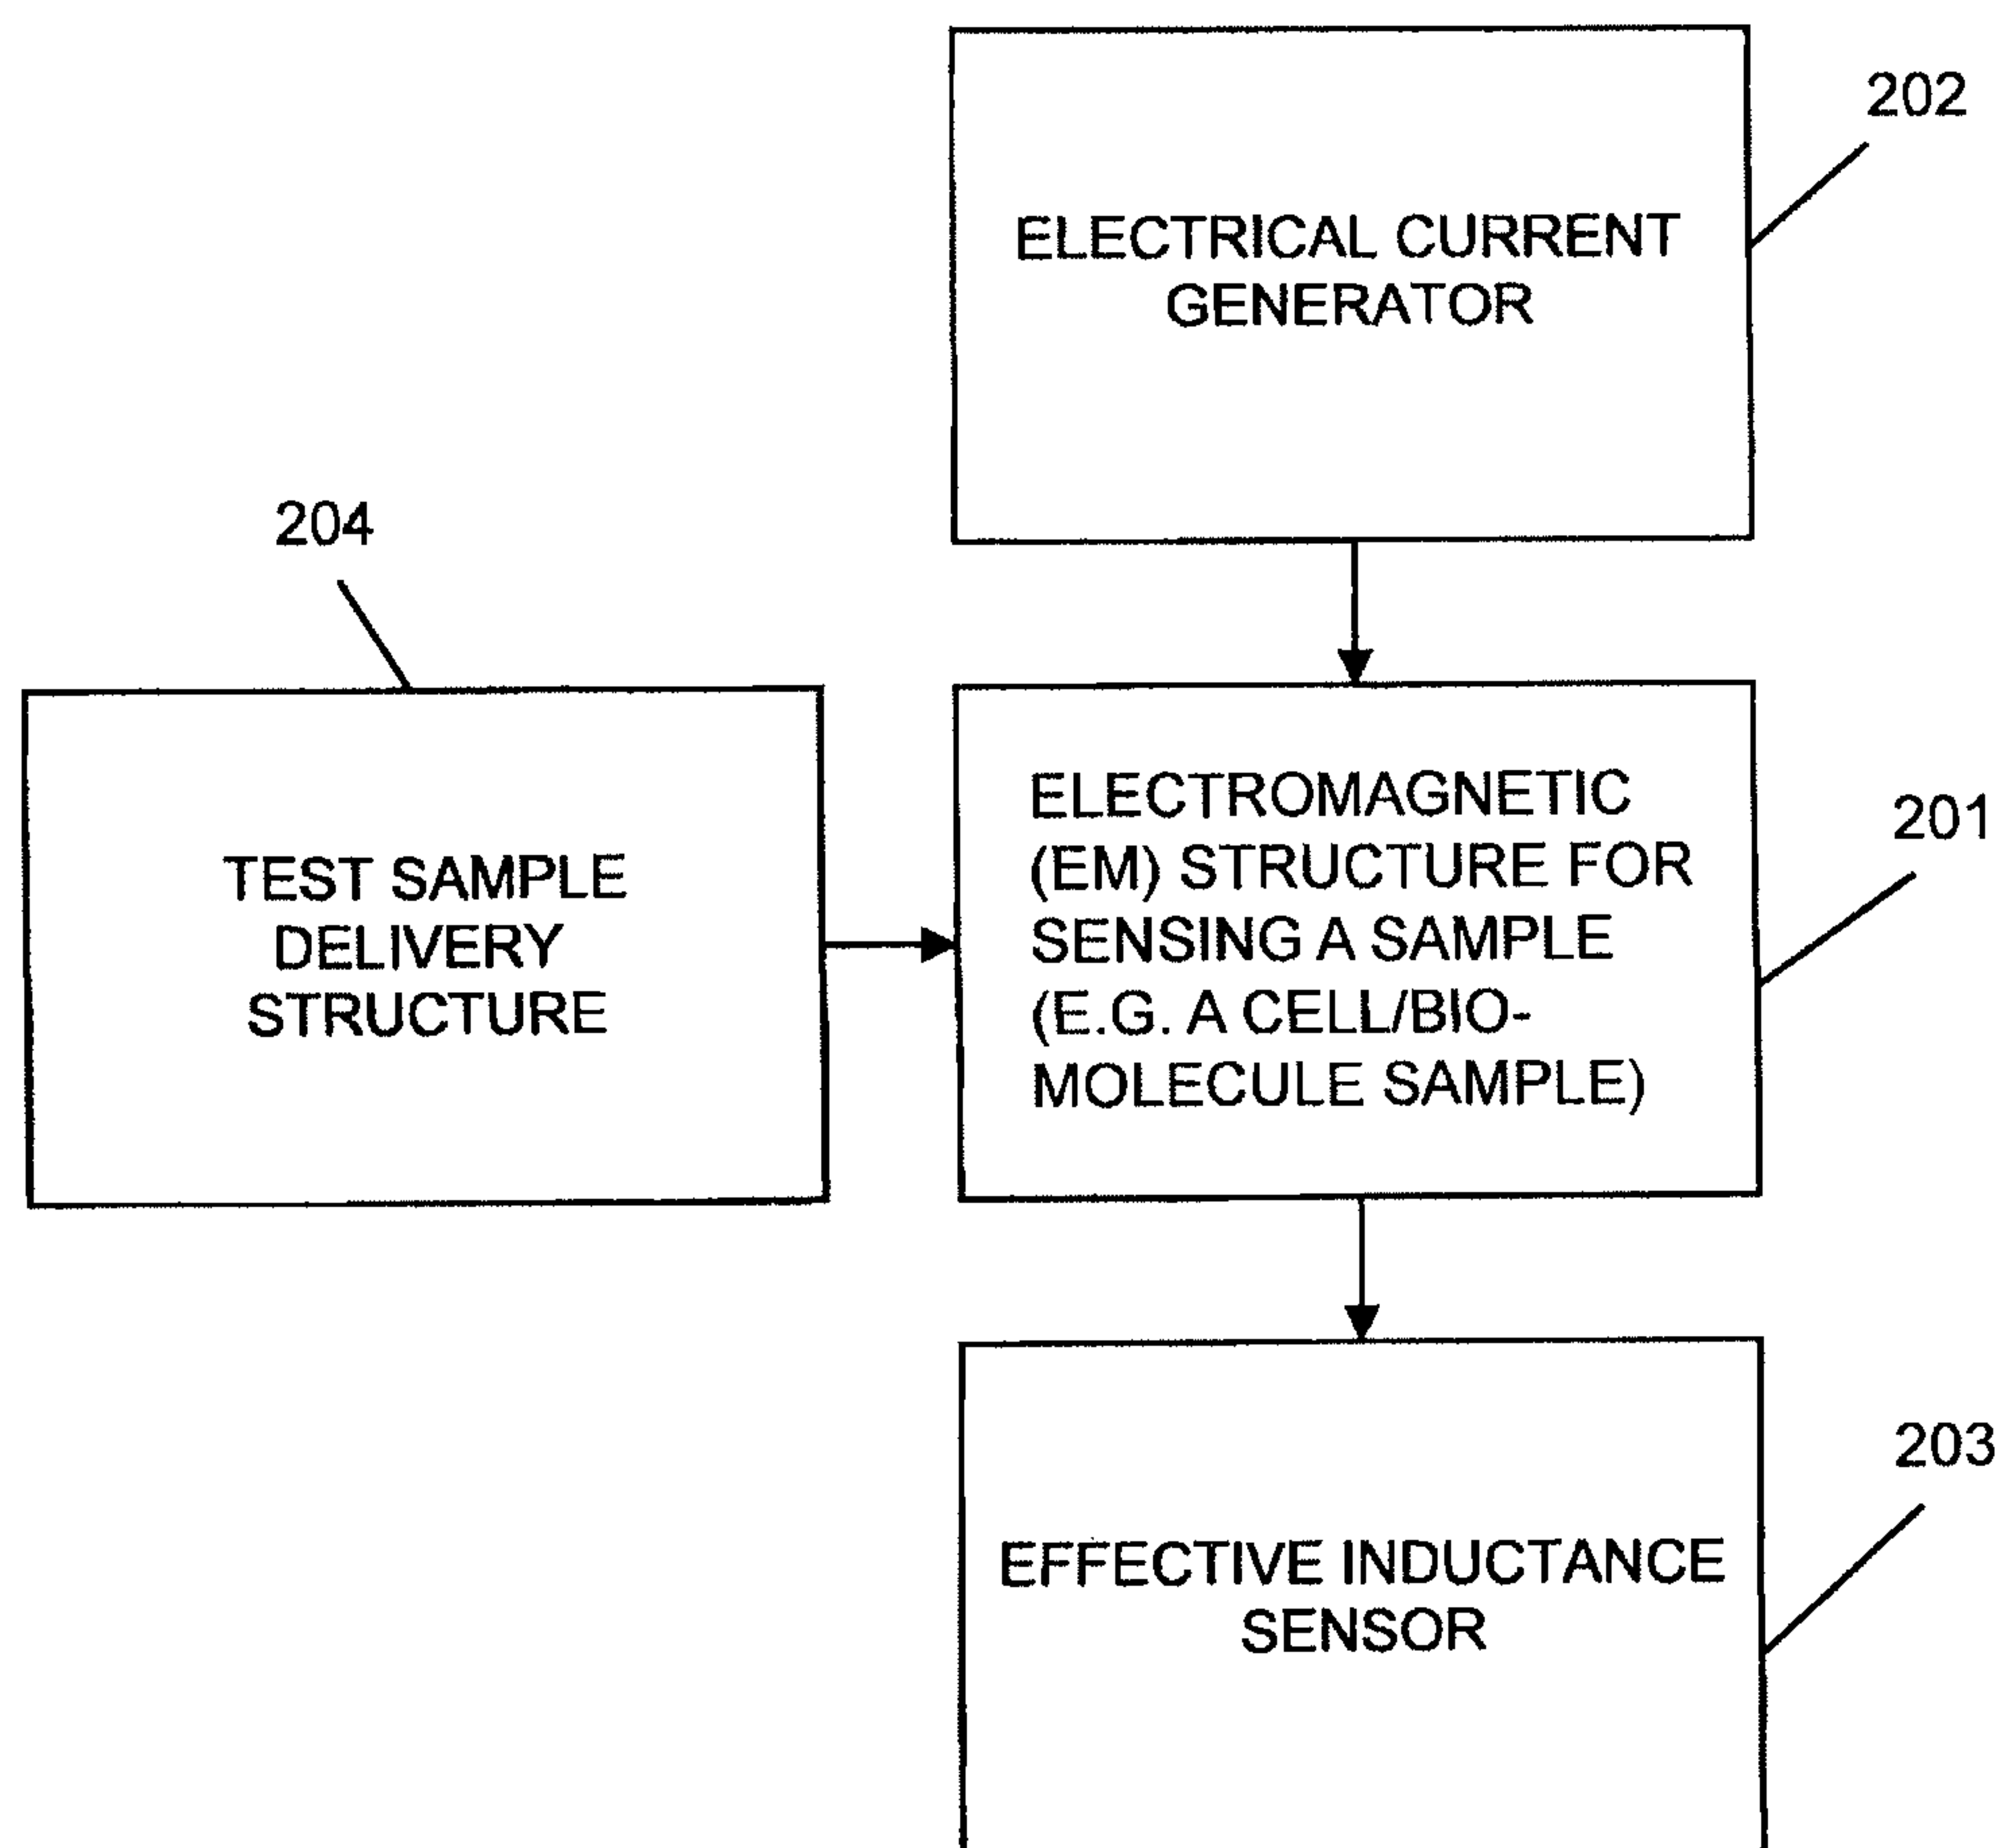 202
ELECTRICAL CURRENT
GENERATOR
204
TEST SAMPLE
DELIVERY
STRUCTURE
ELECTROMAGNETIC
(EM) STRUCTURE FOR
SENSING A SAMPLE
(E.G. A CELL/BIO-
MOLECULE SAMPLE)
201
203
EFFECTIVE INDUCTANCE
SENSOR